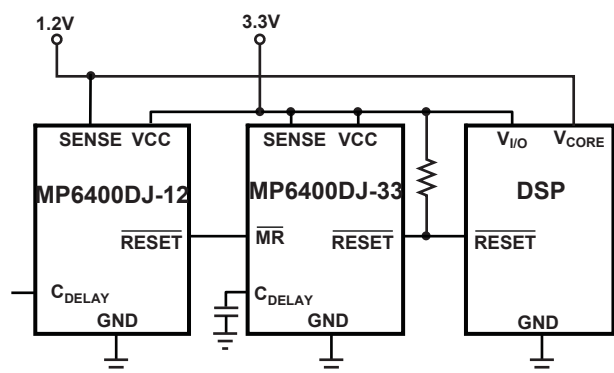 1.2V
3.3V
SENSE VCC
SENSE VCC
V_I/O V_CORE
MP6400DJ-12
MP6400DJ-33
DSP
RESET
MR
RESET
RESET
C_DELAY
C_DELAY
GND
GND
GND